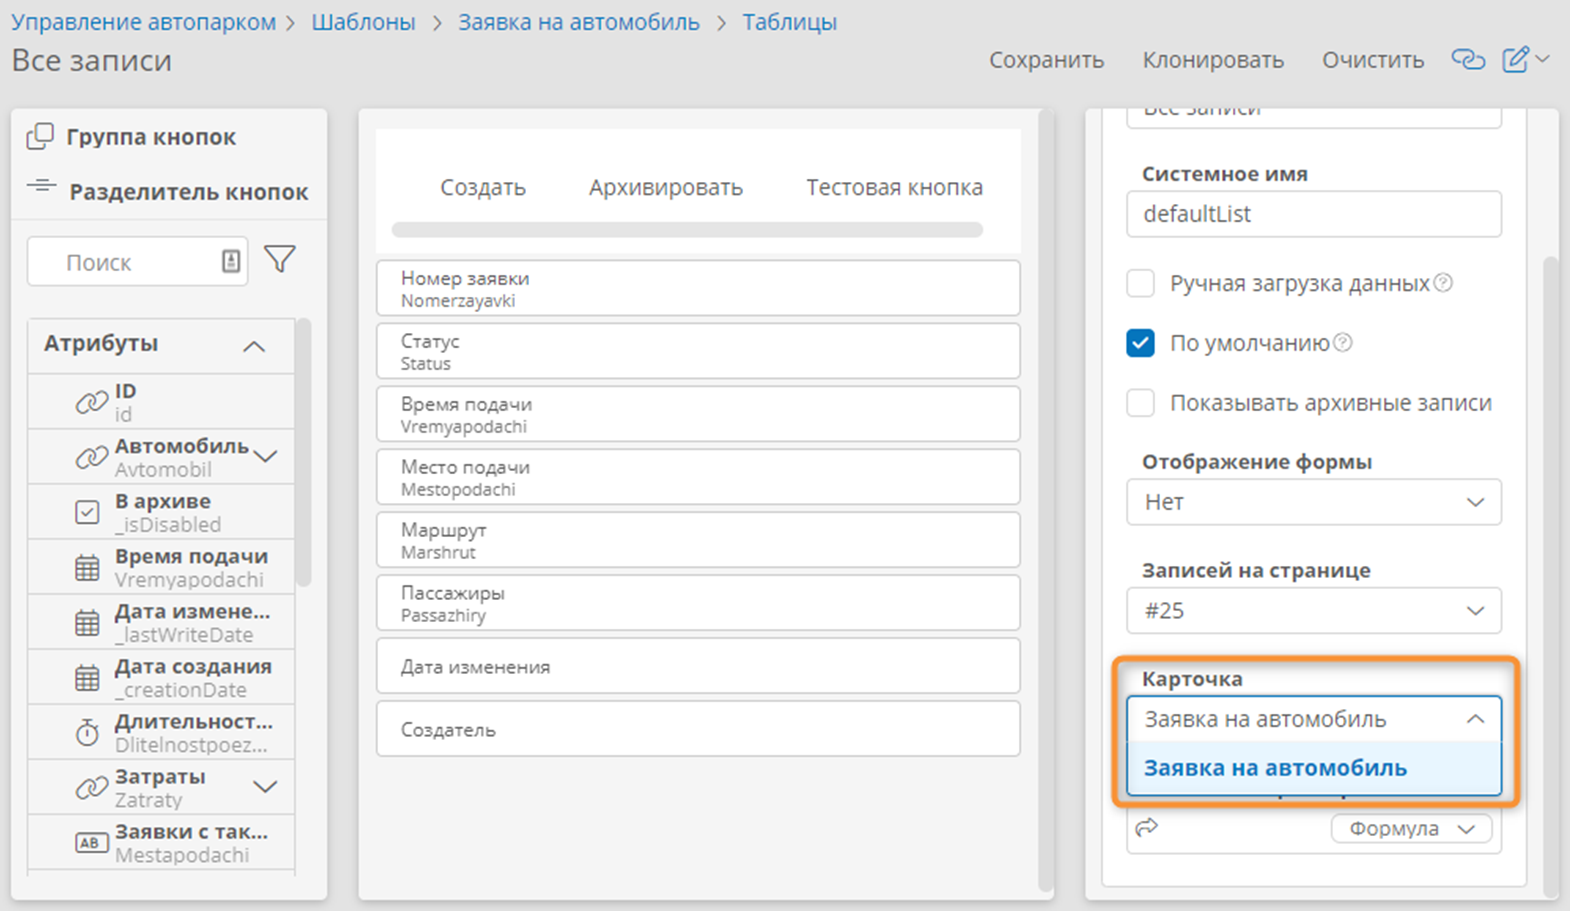 Управление автопарком > Шаблоны > Заявка на автомобиль > Таблицы
Все записи
Сохранить Клонировать Очистить
Группа кнопок
Разделитель кнопок
Поиск
Атрибуты
ID
id
Автомобиль
Avtomobil
В архиве
_isDisabled
Время подачи
Vremyapodachi
Дата измене...
_lastWriteDate
Дата создания
_creationDate
Длительност...
Dlitelnostpoez...
Затраты
Zatraty
AB
Заявки с так...
Mestapodachi
Создать Архивировать Тестовая кнопка
Номер заявки
Nomerzayavki
Статус
Status
Время подачи
Vremyapodachi
Место подачи
Mestopodachi
Маршрут
Marshrut
Пассажиры
Passazhiry
Дата изменения
Создатель
Все записи
Системное имя
defaultList
Ручная загрузка данных
По умолчанию
Показывать архивные записи
Отображение формы
Нет
Записей на странице
#25
Карточка
Заявка на автомобиль
Заявка на автомобиль
Формула